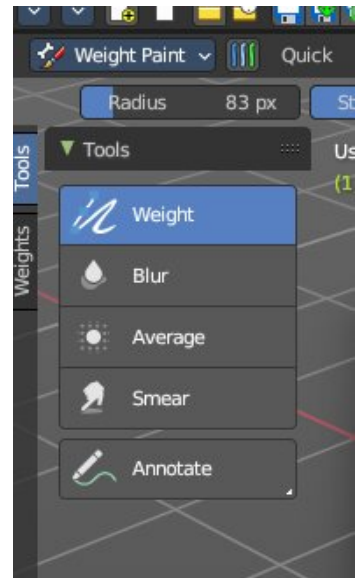 Weight Paint
Quick
Radius 83 px
St
Tools
Tools
Us
(1
Weights
Weight
Blur
Average
Smear
Annotate